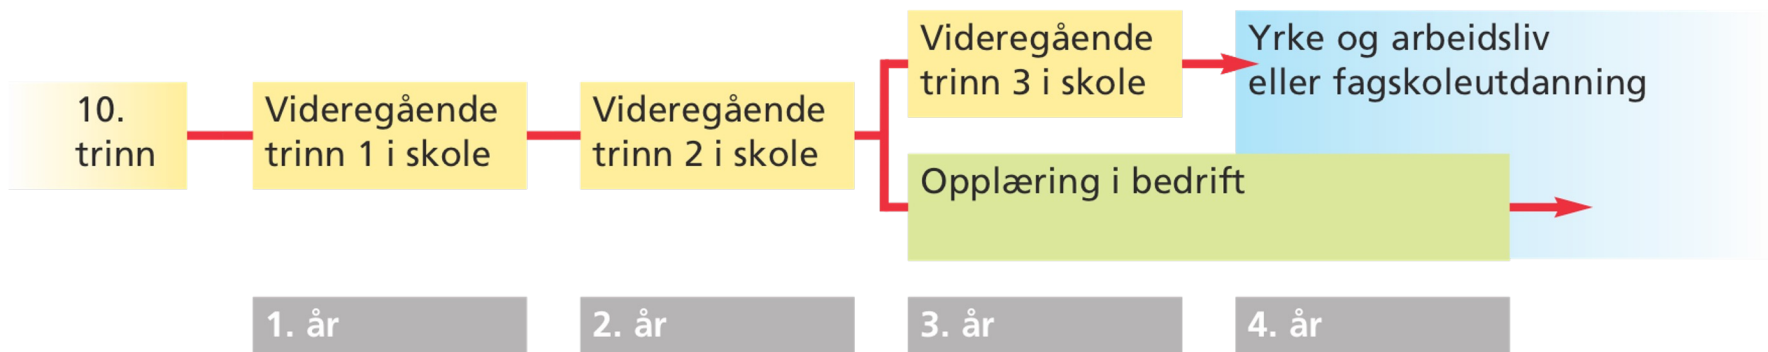 10.
trinn
Videregående
trinn 1 i skole
Videregående
trinn 2 i skole
Videregående
trinn 3 i skole
Yrke og arbeidsliv
eller fagskoleutdanning
Opplæring i bedrift
1. år
2. år
3. år
4. år